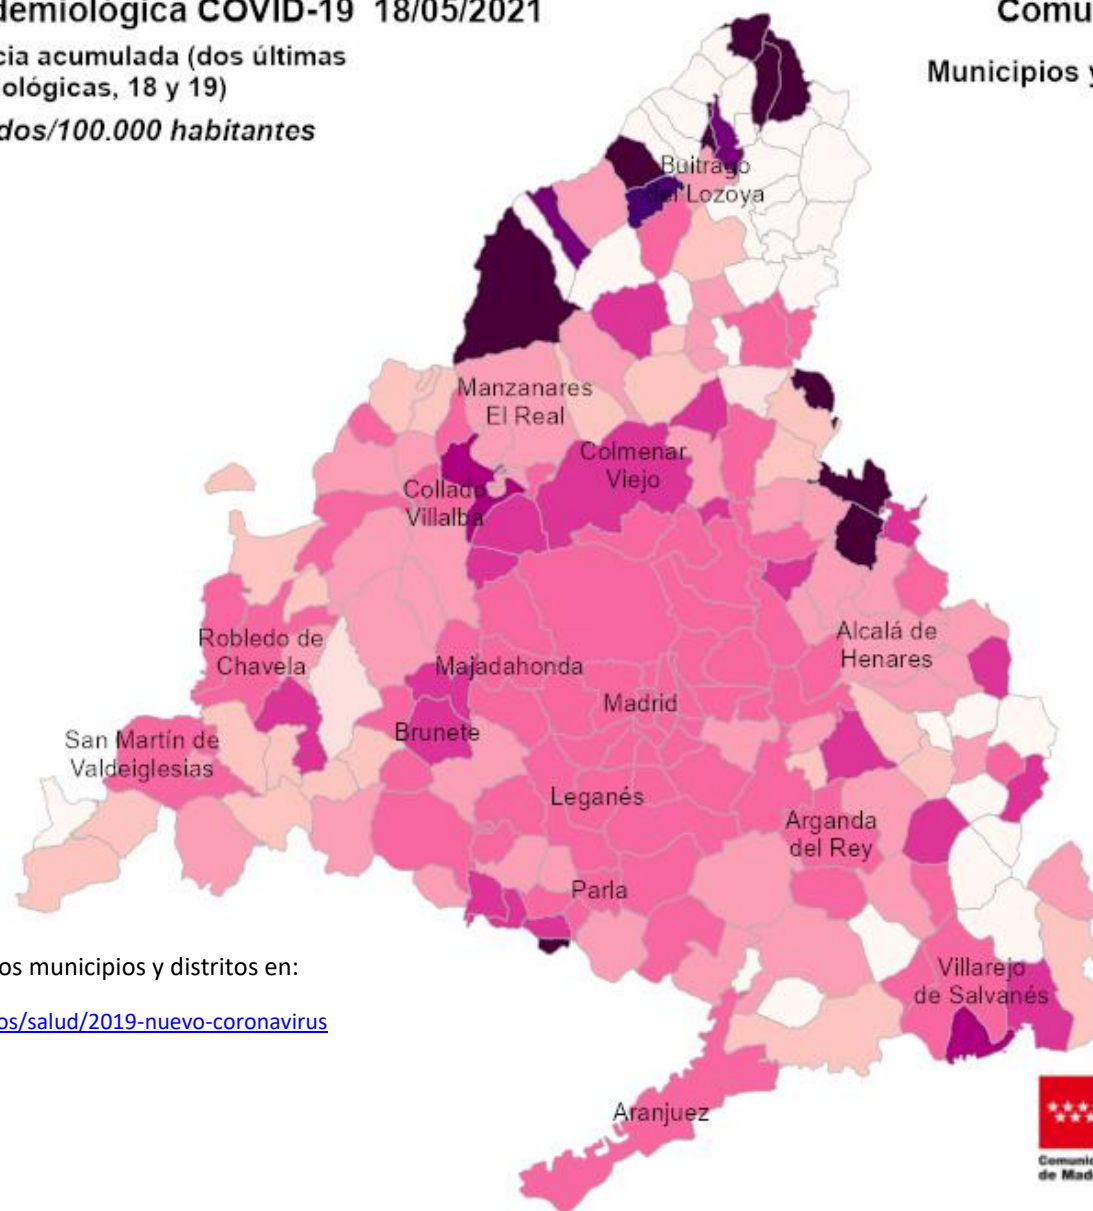 demiológica COVID-19 18/05/2021
cia acumulada (dos últimas
ológicas, 18 y 19)
dos/100.000 habitantes
Comu
Municipios y
Buitrago
del Lozoya
Manzanares
El Real
Colmenar
Viejo
Collado
Villalba
Robledo de
Chavela
Majadahonda
Alcalá de
Henares
Madrid
Brunete
San Martín de
Valdeiglesias
Leganés
Arganda
del Rey
Parla
os municipios y distritos en:
os/salud/2019-nuevo-coronavirus
Villarejo
de Salvanés
Aranjuez
Comunid
de Mad